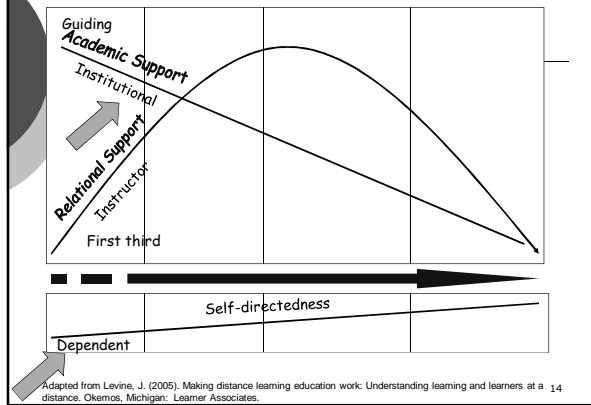 Guiding
Academic Support
Institutional
Relational Support
Instructor
First third
Self-directedness
Dependent
Adapted from Levine, J. (2005). Making distance learning education work: Understanding learning and learners at a
distance. Okemos, Michigan: Learner Associates.
14